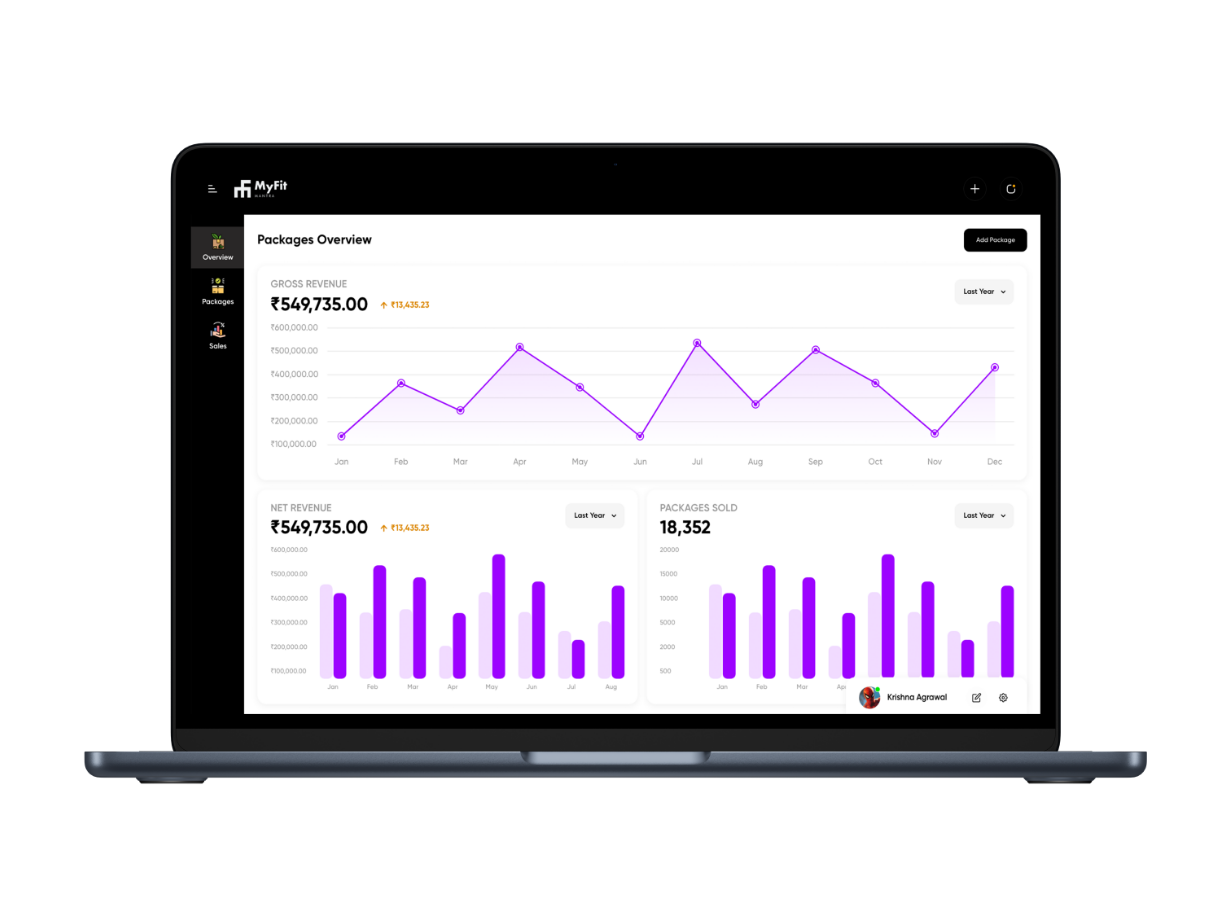 MyFit
MANTRA
Overview
Packages
Sales
Packages Overview
Add Package
GROSS REVENUE
₹549,735.00 ₹13,435.23
Last Year
₹600,000.00
₹500,000.00
₹400,000.00
₹300,000.00
₹200,000.00
₹100,000.00
Jan Feb Mar Apr May Jun Jul Aug Sep Oct Nov Dec
NET REVENUE
₹549,735.00 ₹13,435.23
Last Year
₹600,000.00
₹500,000.00
₹400,000.00
₹300,000.00
₹200,000.00
₹100,000.00
Jan Feb Mar Apr May Jun Jul Aug
PACKAGES SOLD
18,352
Last Year
20000
15000
10000
5000
2000
500
Jan Feb Mar
Krishna Agrawal